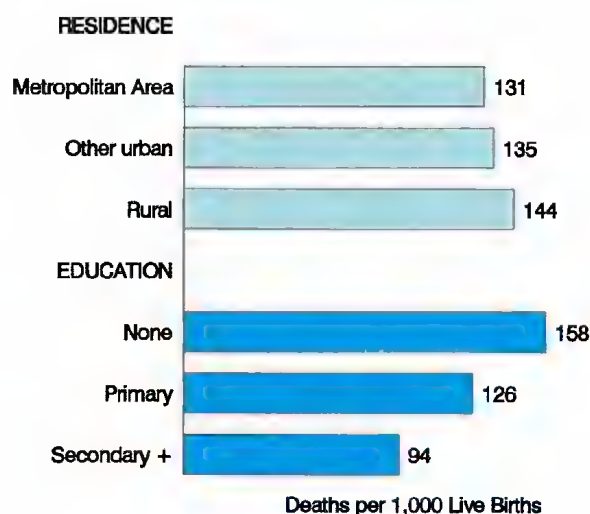 RESIDENCE
Metropolitan Area 131
Other urban 135
Rural 144
EDUCATION
None 158
Primary 126
Secondary + 94
Deaths per 1,000 Live Births